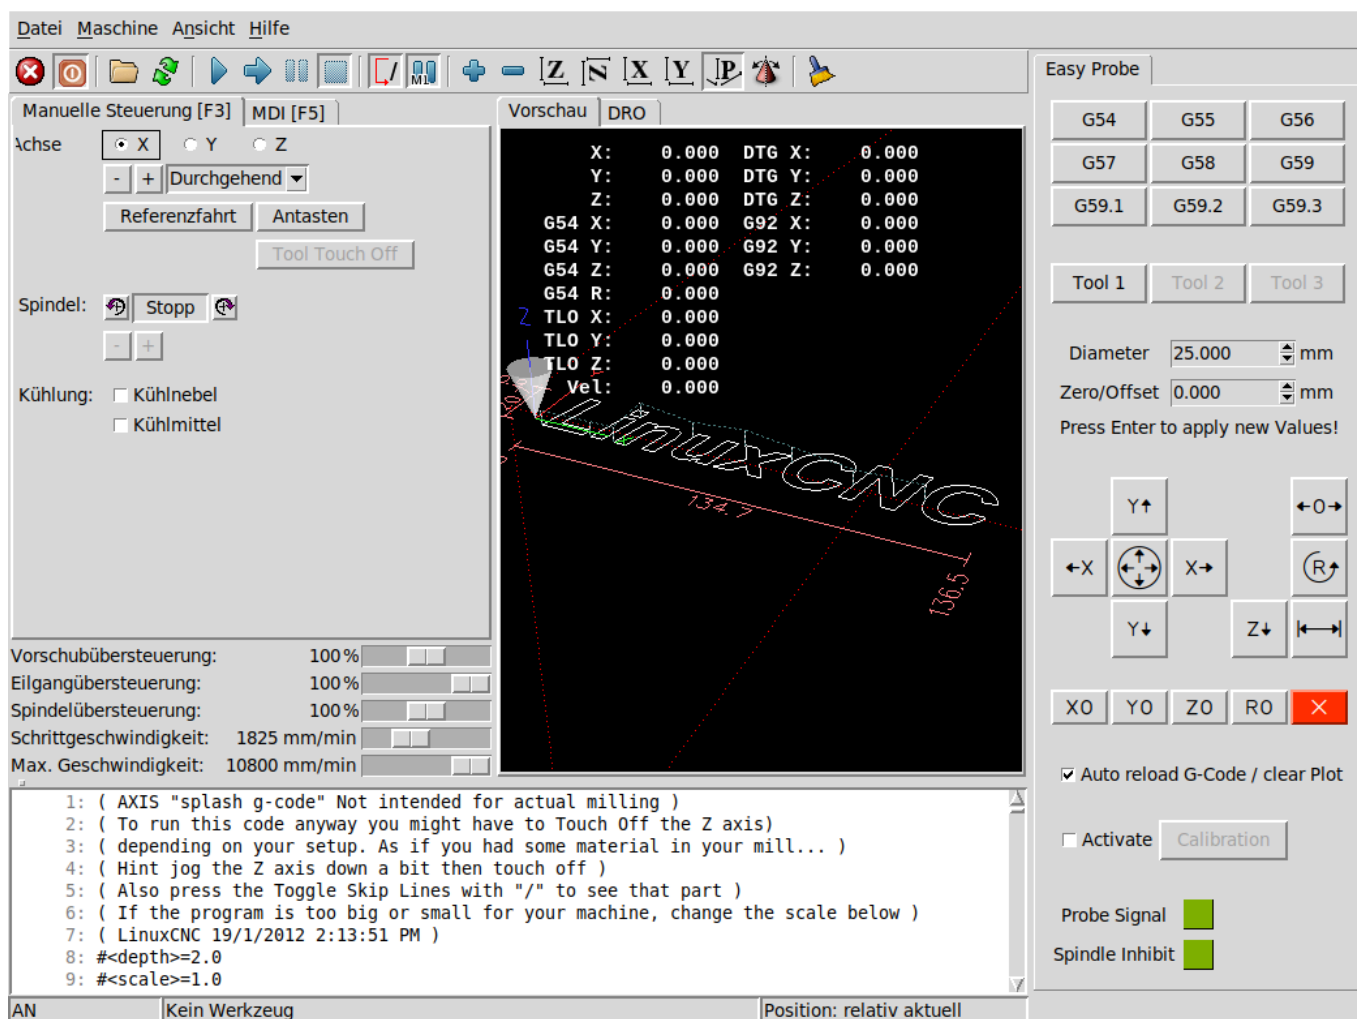 Datei Maschine Ansicht Hilfe
Z N X Y P
Manuelle Steuerung [F3] MDI [F5]
Achse X Y Z
- + Durchgehend
Referenzfahrt Antasten
Tool Touch Off
Spindel: Stopp
- +
Kühlung: Kühlnebel
Kühlmittel
Vorschubübersteuerung: 100 %
Eilgangübersteuerung: 100 %
Spindelübersteuerung: 100 %
Schrittgeschwindigkeit: 1825 mm/min
Max. Geschwindigkeit: 10800 mm/min
Vorschau DRO
X: 0.000 DTG X: 0.000
Y: 0.000 DTG Y: 0.000
Z: 0.000 DTG Z: 0.000
G54 X: 0.000 G92 X: 0.000
G54 Y: 0.000 G92 Y: 0.000
G54 Z: 0.000 G92 Z: 0.000
G54 R: 0.000
TLO X: 0.000
TLO Y: 0.000
TLO Z: 0.000
Vel: 0.000
Z
LinuxCNC
134.7
136.5
1: ( AXIS "splash g-code" Not intended for actual milling )
2: ( To run this code anyway you might have to Touch Off the Z axis)
3: ( depending on your setup. As if you had some material in your mill... )
4: ( Hint jog the Z axis down a bit then touch off )
5: ( Also press the Toggle Skip Lines with "/" to see that part )
6: ( If the program is too big or small for your machine, change the scale below )
7: ( LinuxCNC 19/1/2012 2:13:51 PM )
8: #<depth>=2.0
9: #<scale>=1.0
AN Kein Werkzeug Position: relativ aktuell
Easy Probe
G54 G55 G56
G57 G58 G59
G59.1 G59.2 G59.3
Tool 1 Tool 2 Tool 3
Diameter 25.000 mm
Zero/Offset 0.000 mm
Press Enter to apply new Values!
Y↑ ←O→
←X X→ R
Y↓ Z↓
X0 Y0 Z0 R0 X
Auto reload G-Code / clear Plot
Activate Calibration
Probe Signal
Spindle Inhibit